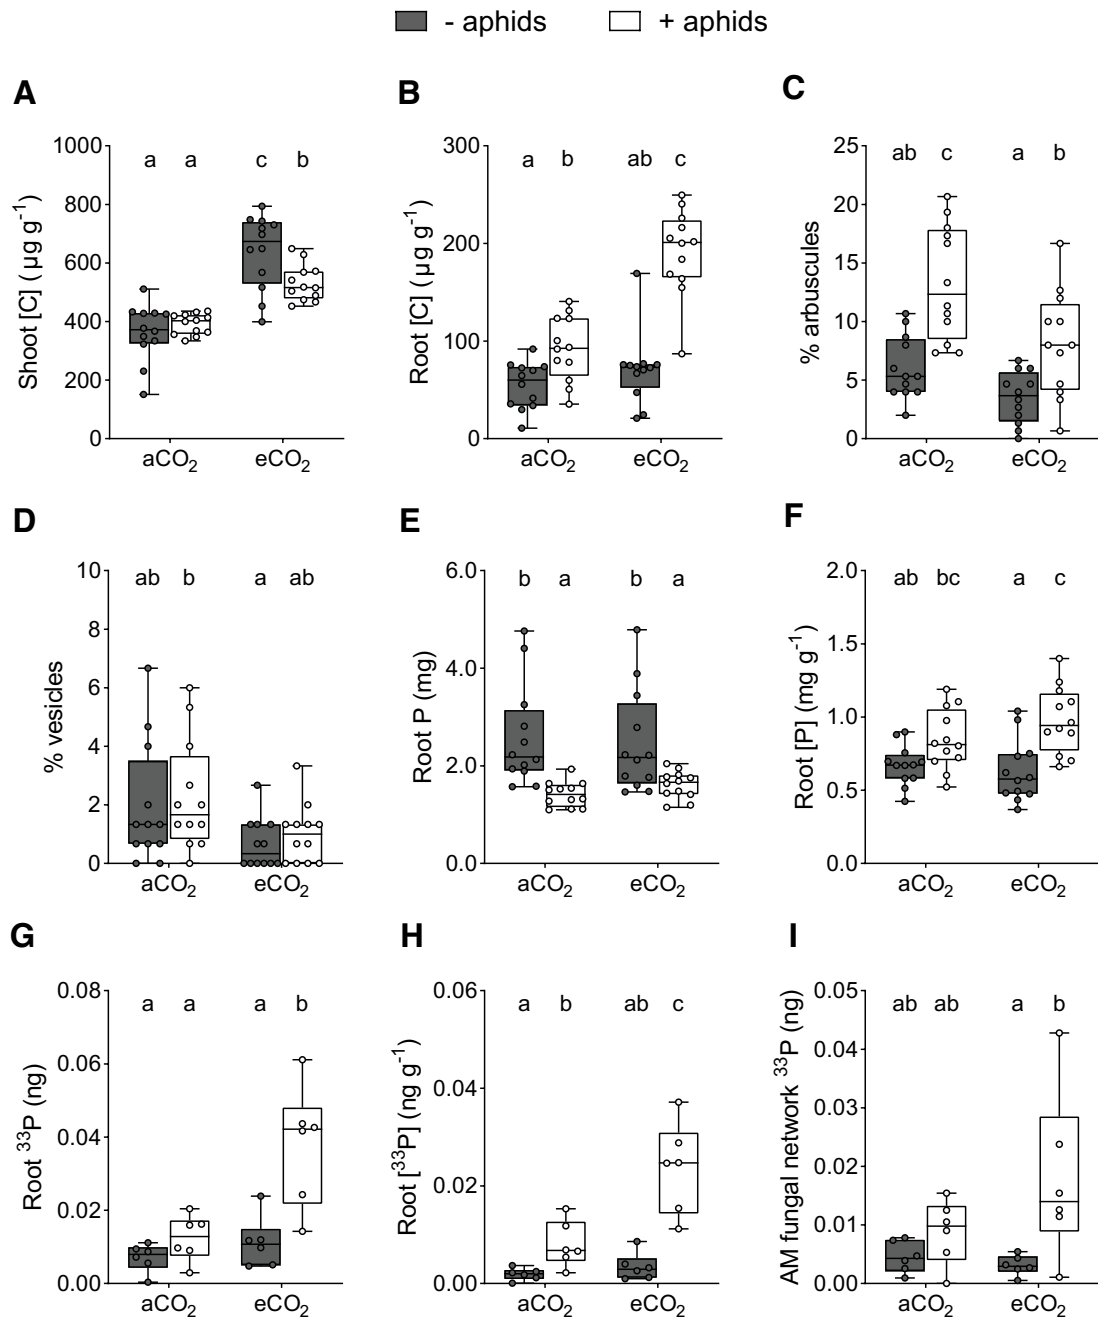 - aphids + aphids
A B C
Shoot [C] ( µg g⁻¹)
1000
800
600
400
200
0
a a c b
aCO₂ eCO₂
Root [C] (µg g⁻¹)
300
200
100
0
a b ab c
aCO₂ eCO₂
% arbuscules
25
20
15
10
5
0
ab c a b
aCO₂ eCO₂
D E F
% vesicles
10
8
6
4
2
0
ab b a ab
aCO₂ eCO₂
Root P (mg)
6.0
4.0
2.0
0.0
b a b a
aCO₂ eCO₂
Root [P] (mg g⁻¹)
2.0
1.5
1.0
0.5
0.0
ab bc a c
aCO₂ eCO₂
G H I
Root ³³P (ng)
0.08
0.06
0.04
0.02
0.00
a a a b
aCO₂ eCO₂
Root [³³P] (ng g⁻¹)
0.06
0.04
0.02
0.00
a b ab c
aCO₂ eCO₂
AM fungal network ³³P (ng)
0.05
0.04
0.03
0.02
0.01
0.00
ab ab a b
aCO₂ eCO₂